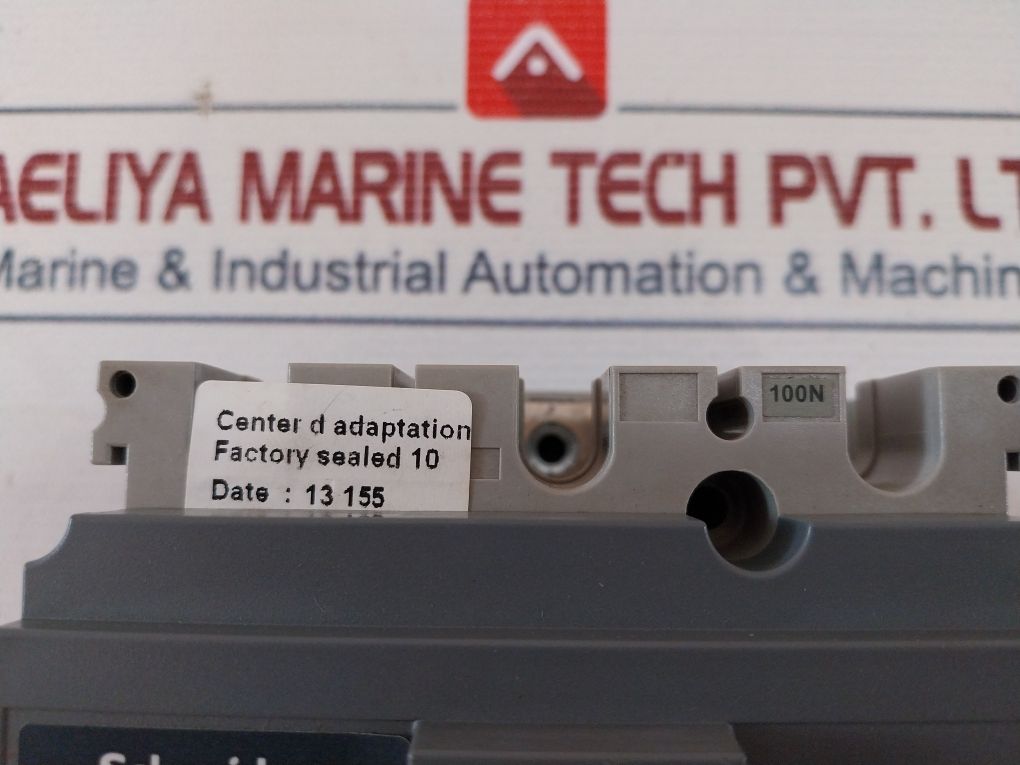 AELIYA MARINE TECH PVT. LT
Marine & Industrial Automation & Machin
100N
Center d adaptation
Factory sealed 10
Date : 13 155